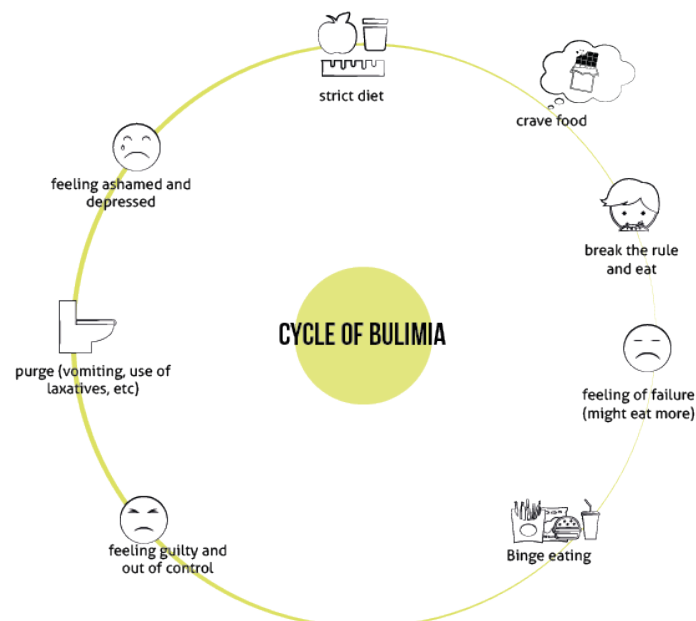 strict diet
crave food
break the rule
and eat
feeling of failure
(might eat more)
Binge eating
feeling guilty and
out of control
purge (vomiting, use of
laxatives, etc)
feeling ashamed and
depressed
CYCLE OF BULIMIA